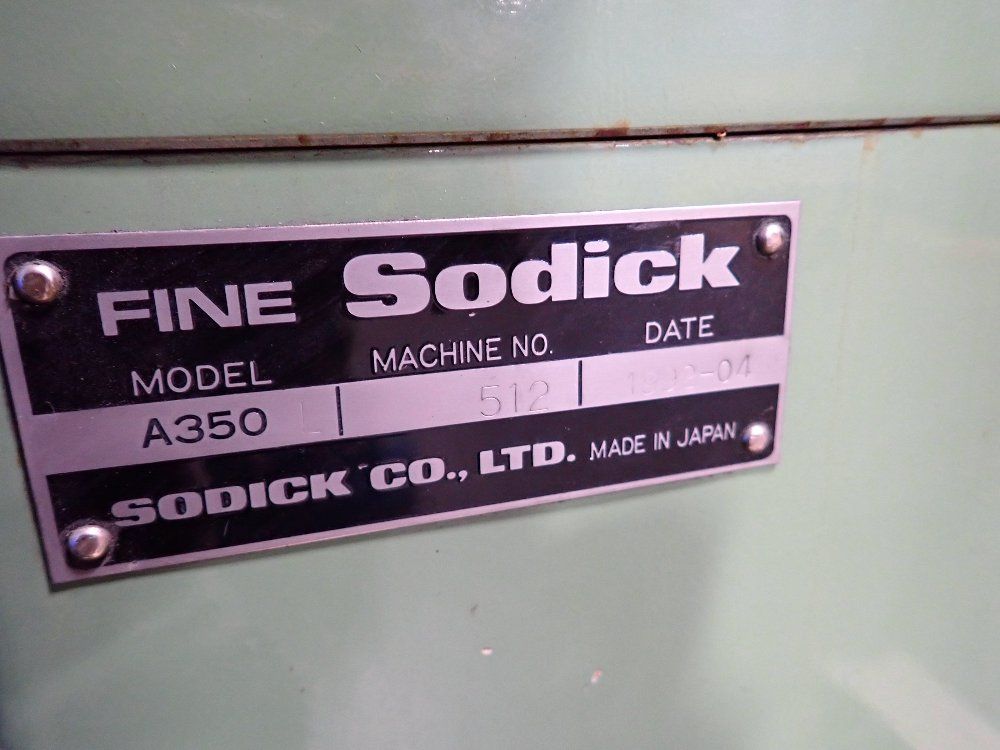 FINE Sodick
MODEL MACHINE NO. DATE
A350 L 512
SODICK CO., LTD. MADE IN JAPAN